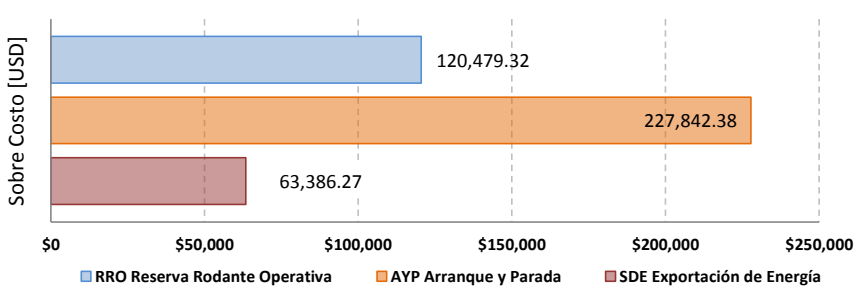 Sobre Costo [USD]
120,479.32
227,842.38
63,386.27
$0 $50,000 $100,000 $150,000 $200,000 $250,000
RRO Reserva Rodante Operativa AYP Arranque y Parada SDE Exportación de Energía